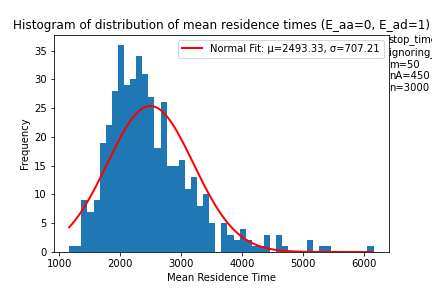 Histogram of distribution of mean residence times (E_aa=0, E_ad=1)
Normal Fit: μ=2493.33, σ=707.21
m=50
nA=450
n=3000
35
30
25
20
15
10
5
0
Frequency
1000 2000 3000 4000 5000 6000
Mean Residence Time